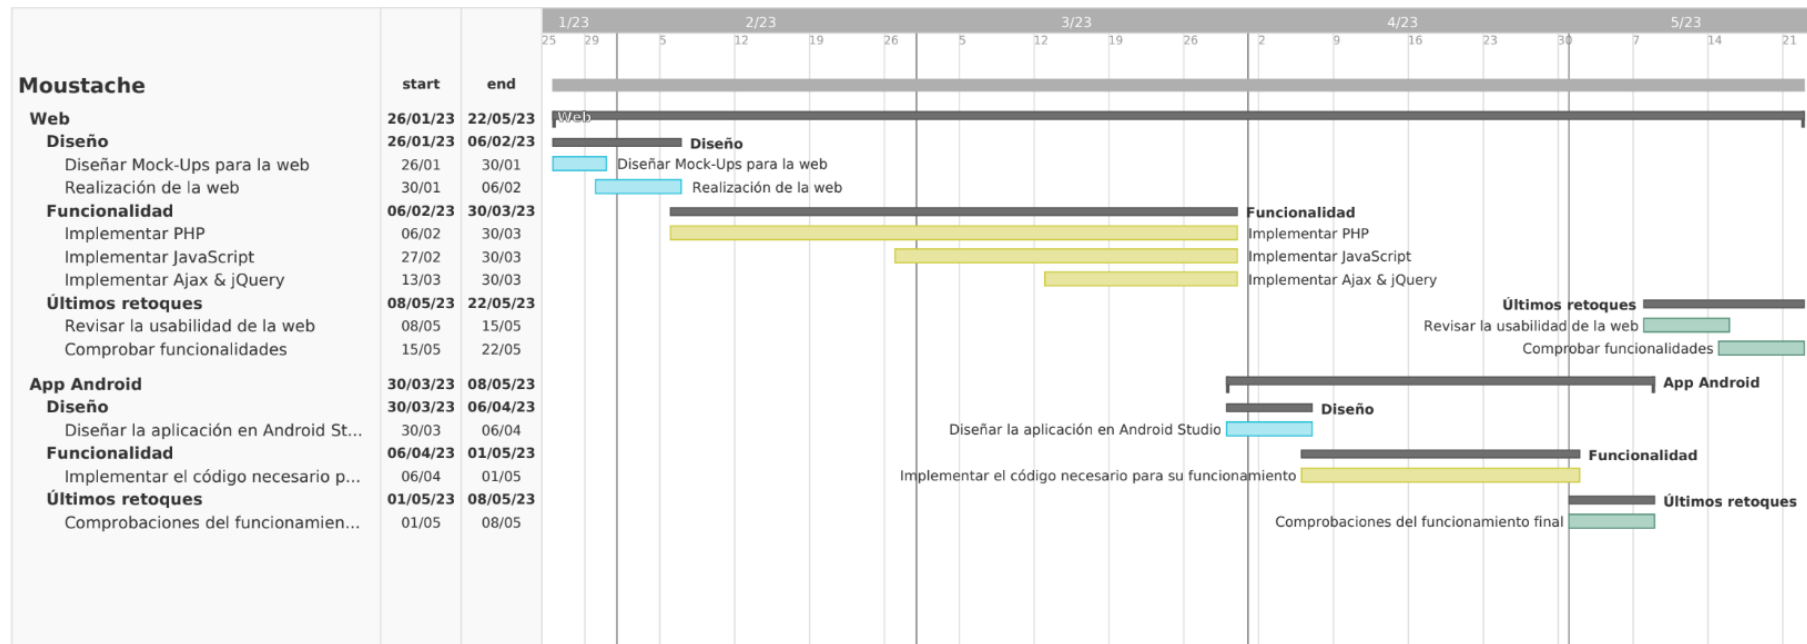 1/23 2/23 3/23 4/23 5/23
25 29 5 12 19 26 5 12 19 26 2 9 16 23 30 7 14 21
Moustache start end
Web 26/01/23 22/05/23 Web
Diseño 26/01/23 06/02/23 Diseño
Diseñar Mock-Ups para la web 26/01 30/01 Diseñar Mock-Ups para la web
Realización de la web 30/01 06/02 Realización de la web
Funcionalidad 06/02/23 30/03/23 Funcionalidad
Implementar PHP 06/02 30/03 Implementar PHP
Implementar JavaScript 27/02 30/03 Implementar JavaScript
Implementar Ajax & jQuery 13/03 30/03 Implementar Ajax & jQuery
Últimos retoques 08/05/23 22/05/23 Últimos retoques
Revisar la usabilidad de la web 08/05 15/05 Revisar la usabilidad de la web
Comprobar funcionalidades 15/05 22/05 Comprobar funcionalidades
App Android 30/03/23 08/05/23 App Android
Diseño 30/03/23 06/04/23 Diseño
Diseñar la aplicación en Android St... 30/03 06/04 Diseñar la aplicación en Android Studio
Funcionalidad 06/04/23 01/05/23 Funcionalidad
Implementar el código necesario p... 06/04 01/05 Implementar el código necesario para su funcionamiento
Últimos retoques 01/05/23 08/05/23 Últimos retoques
Comprobaciones del funcionamien... 01/05 08/05 Comprobaciones del funcionamiento final